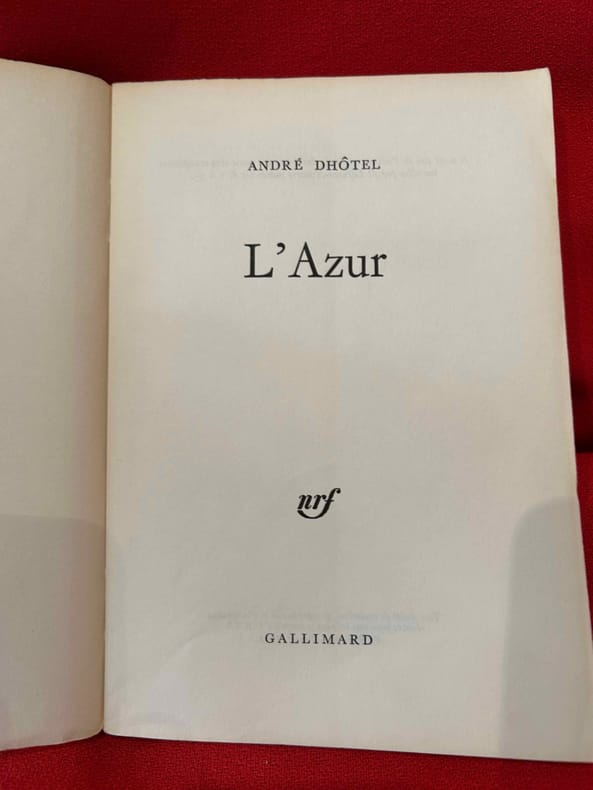 ANDRÉ DHÔTEL
L'Azur
nrf
GALLIMARD